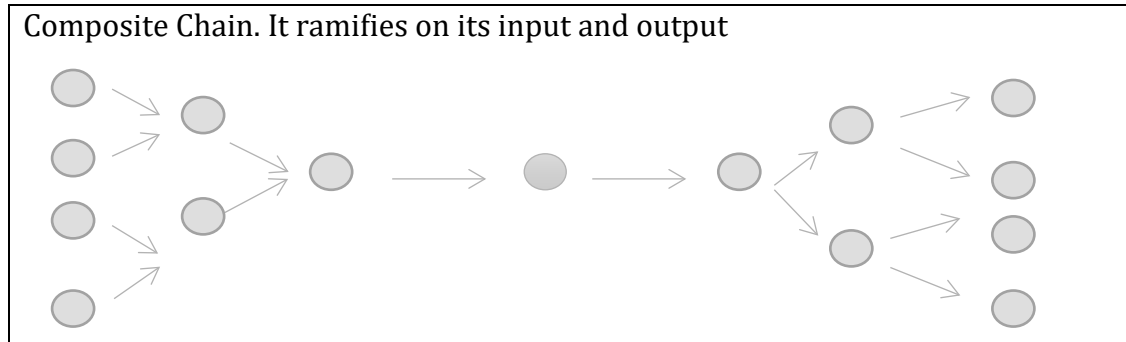 Composite Chain. It ramifies on its input and output